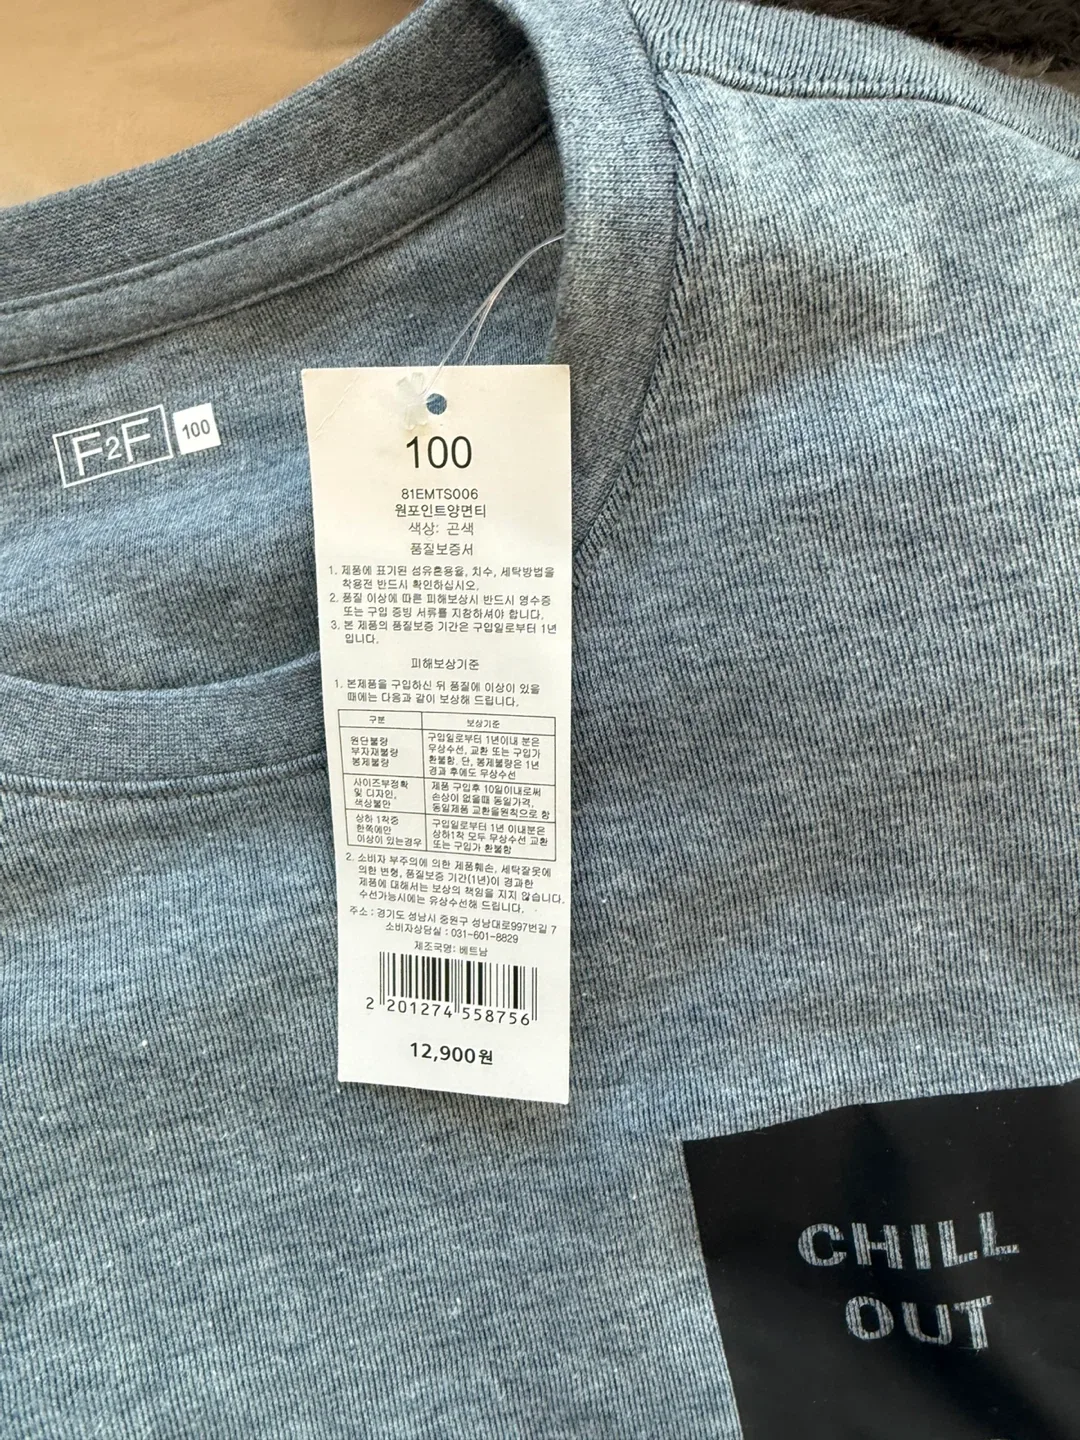 F2F 100
100
81EMTS006
원포인트양면티
색상: 곤색
품질보증서
1. 제품에 표기된 섬유혼용율, 치수, 세탁방법을
착용전 반드시 확인하십시오.
2. 품질 이상에 따른 피해보상시 반드시 영수증
또는 구입 증빙 서류를 지참하셔야 합니다.
3. 본 제품의 품질보증 기간은 구입일로부터 1년
입니다.
피해보상기준
1. 본제품을 구입하신 뒤 품질에 이상이 있을
때에는 다음과 같이 보상해 드립니다.
구분 보상기준
원단불량
부자재불량
봉제불량
구입일로부터 1년이내 분은
무상수선, 교환 또는 구입가
환불함. 단, 봉제불량은 1년
경과 후에도 무상수선
사이즈부정확
및 디자인,
색상불만
제품 구입후 10일이내로써
손상이 없을때 동일가격,
동일제품 교환을원칙으로 함
상하 1착중
한쪽에만
이상이 있는경우
구입일로부터 1년 이내분은
상하1착 모두 무상수선 교환
또는 구입가 환불함
2. 소비자 부주의에 의한 제품훼손, 세탁잘못에
의한 변형, 품질보증 기간(1년)이 경과한
제품에 대해서는 보상의 책임을 지지 않습니다.
수선가능시에는 유상수선해 드립니다.
주소 : 경기도 성남시 중원구 성남대로997번길 7
소비자상담실 : 031-601-8829
제조국명: 베트남
2 201274 558756
12,900원
CHILL
OUT